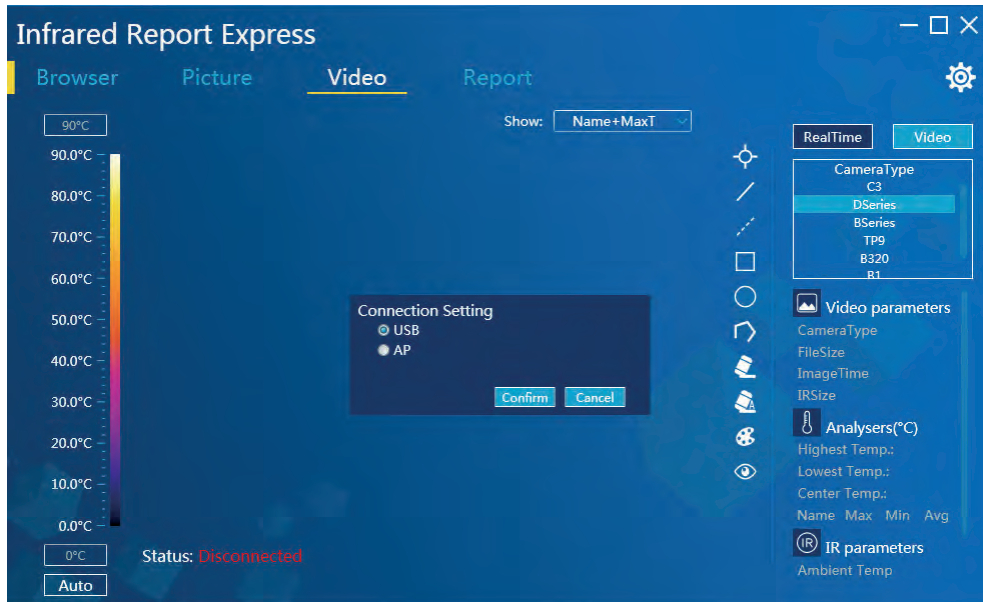 Infrared Report Express
Browser Picture Video Report
Show: Name+MaxT
90°C
90.0°C
80.0°C
70.0°C
60.0°C
50.0°C
40.0°C
30.0°C
20.0°C
10.0°C
0.0°C
0°C
Auto
Status: Disconnected
Connection Setting
USB
AP
Confirm Cancel
A
RealTime Video
CameraType
C3
DSeries
BSeries
TP9
B320
B1
Video parameters
CameraType
FileSize
ImageTime
IRSize
Analysers(°C)
Highest Temp.:
Lowest Temp.:
Center Temp.:
Name Max Min Avg
IR IR parameters
Ambient Temp